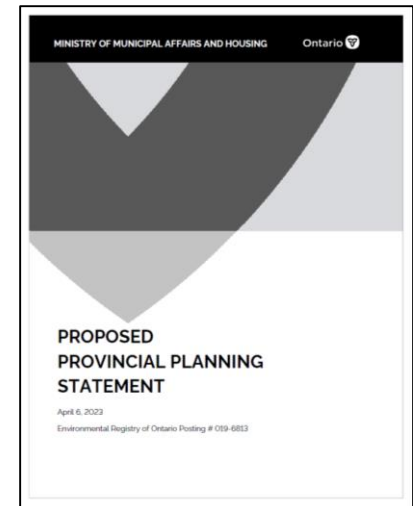 MINISTRY OF MUNICIPAL AFFAIRS AND HOUSING
Ontario
PROPOSED
PROVINCIAL PLANNING
STATEMENT
April 6, 2023
Environmental Registry of Ontario Posting # 019-6813